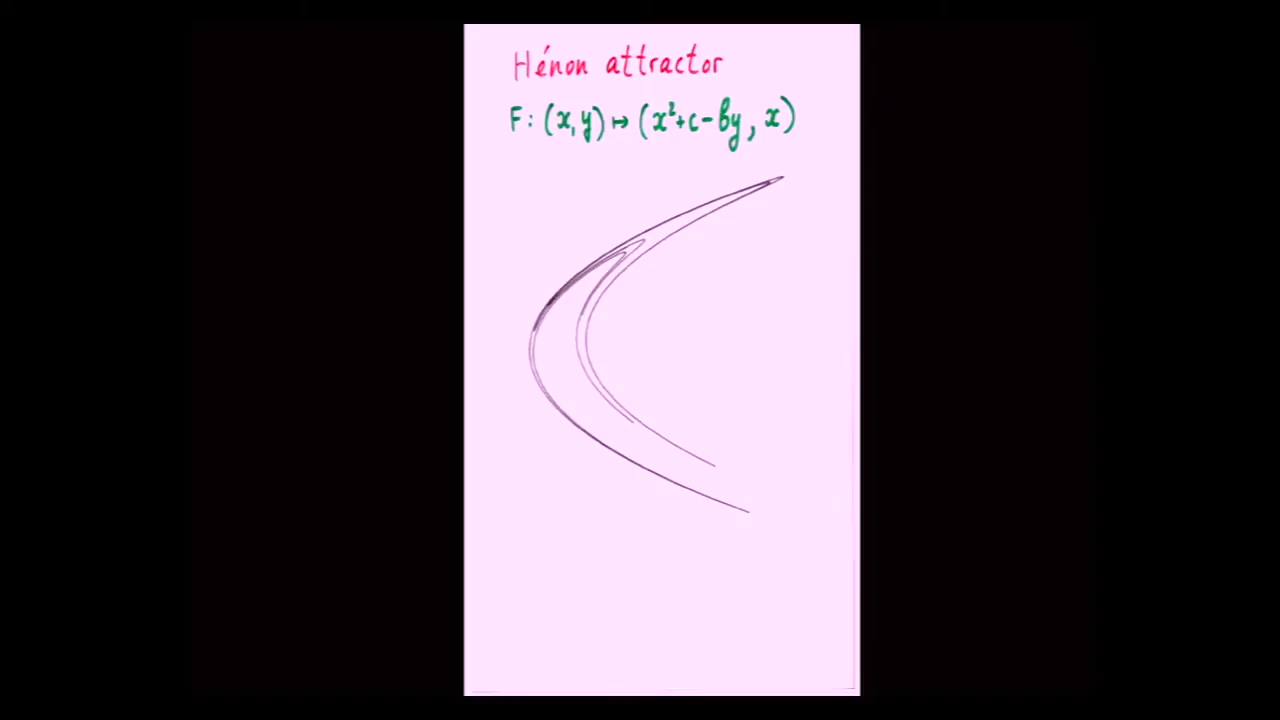 Hénon attractor
F: (x, y) ↦ (x²+c-by, x)